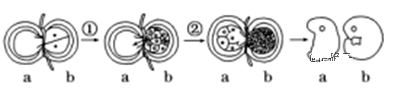 ① ②
a b a b a b a b